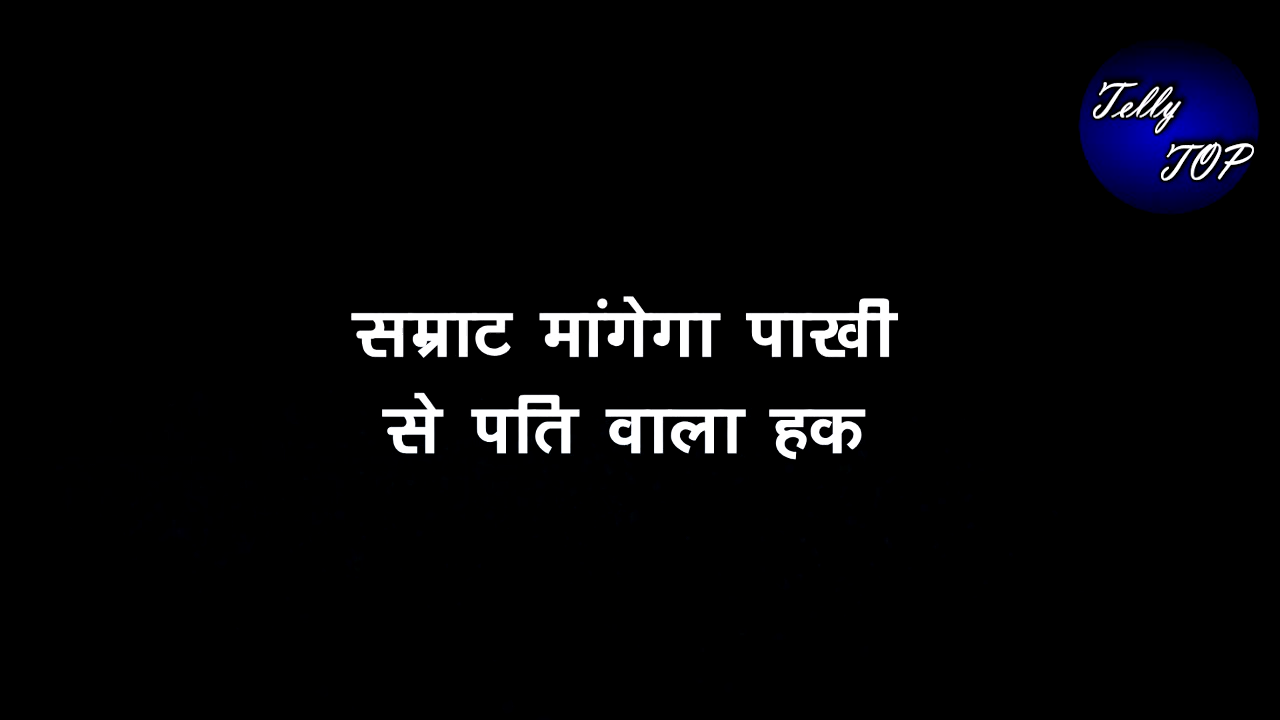 Telly
TOP
सम्राट मांगेगा पाखी
से पति वाला हक